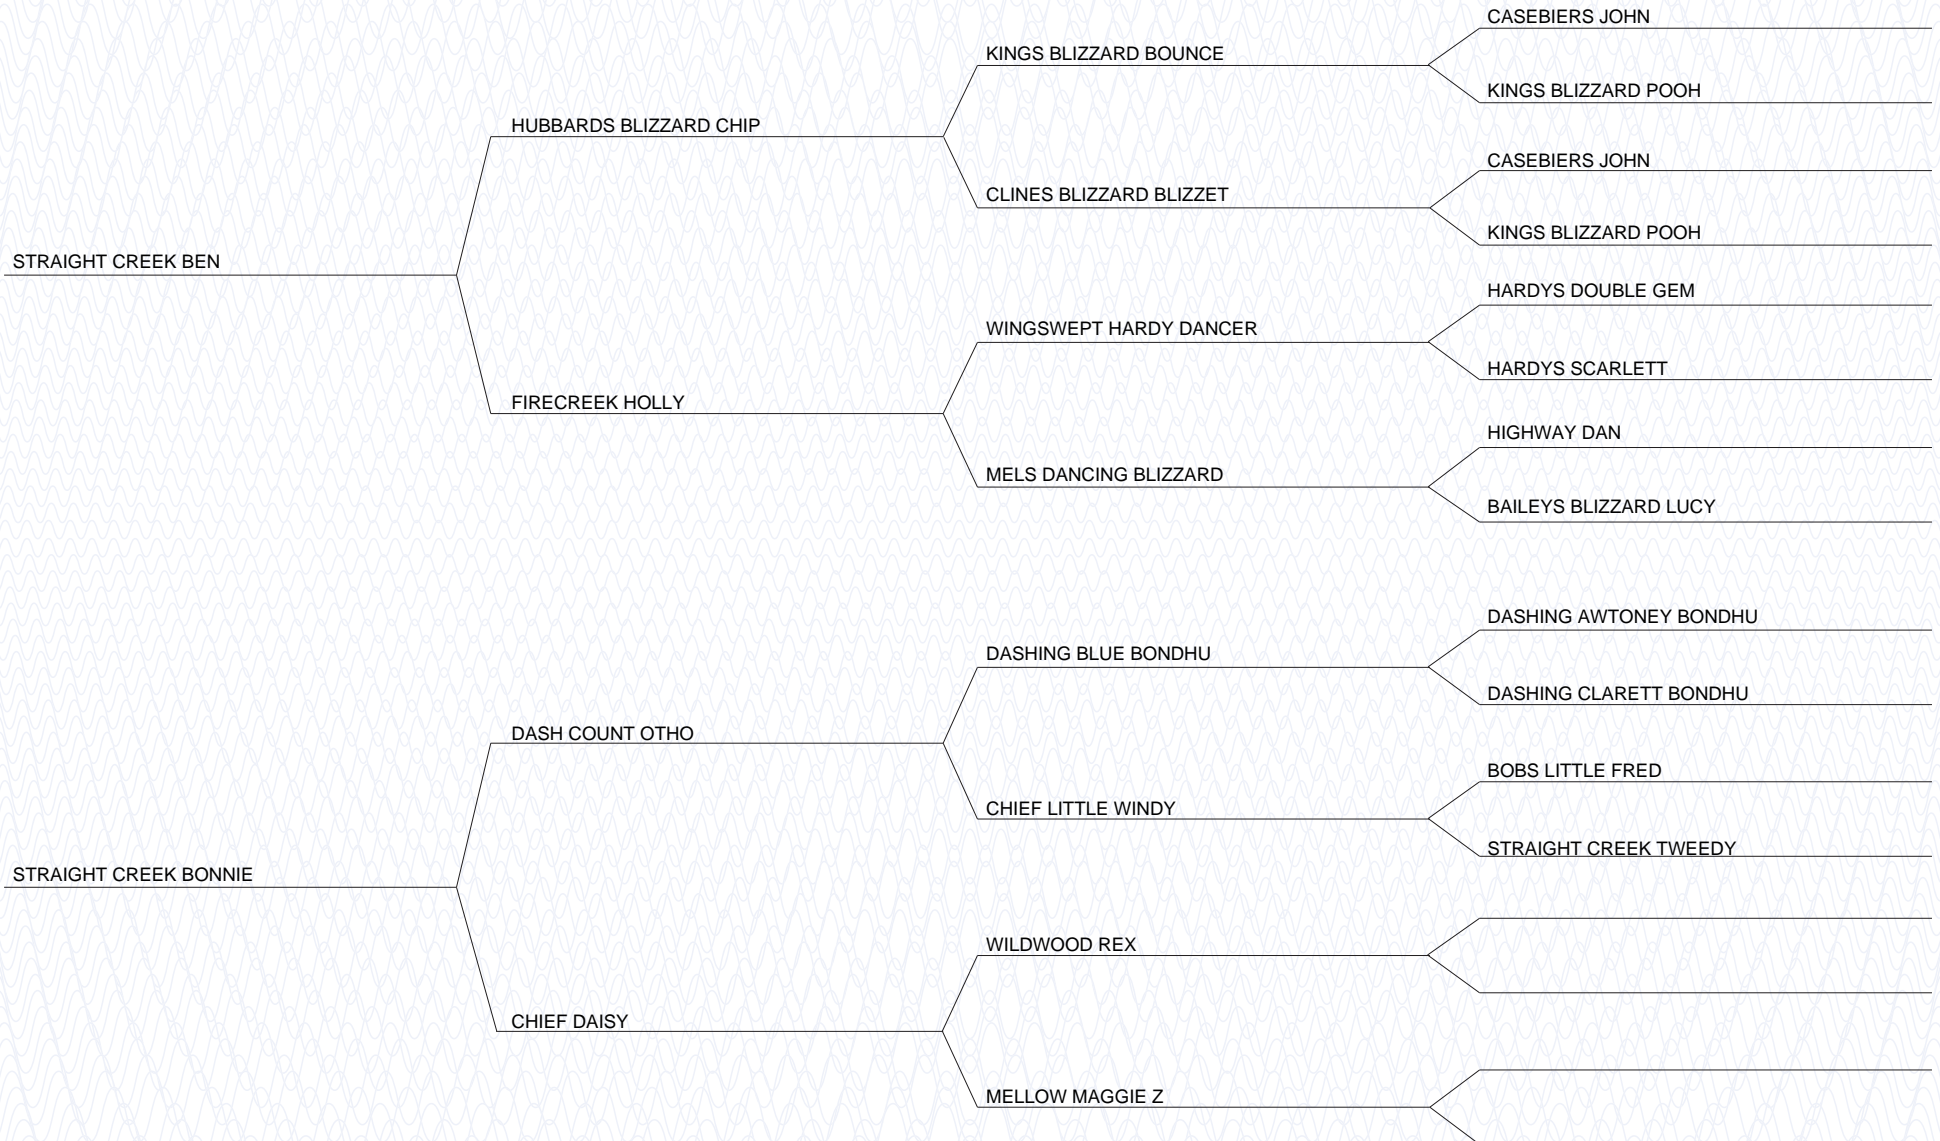 CASEBIERS JOHN
KINGS BLIZZARD BOUNCE
KINGS BLIZZARD POOH
HUBBARDS BLIZZARD CHIP
CASEBIERS JOHN
CLINES BLIZZARD BLIZZET
KINGS BLIZZARD POOH
STRAIGHT CREEK BEN
HARDYS DOUBLE GEM
WINGSWEPT HARDY DANCER
HARDYS SCARLETT
FIRECREEK HOLLY
HIGHWAY DAN
MELS DANCING BLIZZARD
BAILEYS BLIZZARD LUCY
DASHING AWTONEY BONDHU
DASHING BLUE BONDHU
DASHING CLARETT BONDHU
DASH COUNT OTHO
BOBS LITTLE FRED
CHIEF LITTLE WINDY
STRAIGHT CREEK TWEEDY
STRAIGHT CREEK BONNIE
WILDWOOD REX
CHIEF DAISY
MELLOW MAGGIE Z